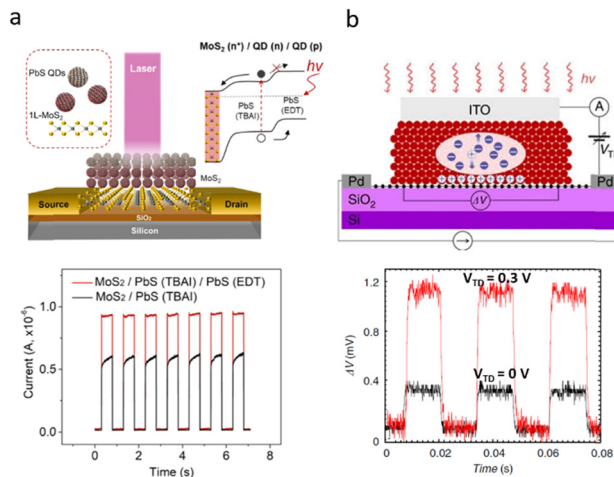 a
PbS QDs
1L-MoS₂
Laser
MoS₂ (n⁺) / QD (n) / QD (p)
hv
PbS
(TBAI)
PbS
(EDT)
MoS₂
Source
Drain
SiO₂
Silicon
MoS₂ / PbS (TBAI) / PbS (EDT)
MoS₂ / PbS (TBAI)
Current (A, x10⁻⁶)
1.0
0.5
0.0
0 2 4 6 8
Time (s)
b
hv
ITO
A
V_T
Pd
Pd
ΔV
SiO₂
Si
V_TD = 0.3 V
V_TD = 0 V
ΔV (mV)
1.2
0.8
0.4
0
0 0.02 0.04 0.06 0.08
Time (s)